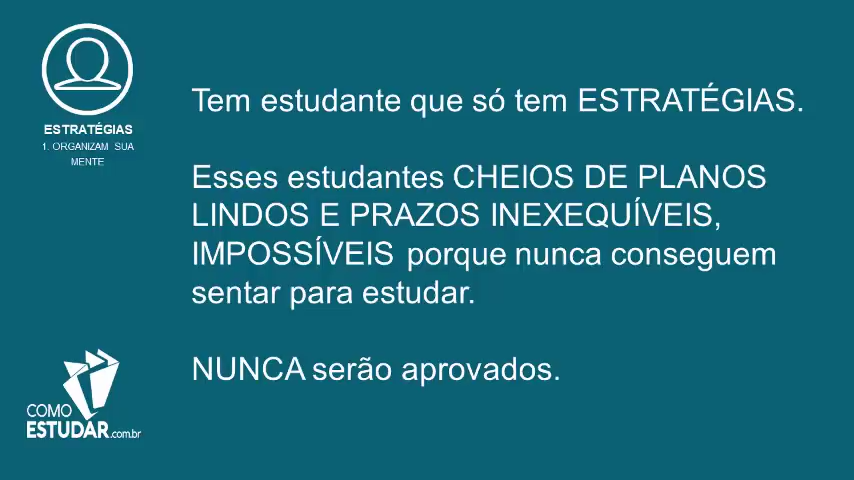 ESTRATÉGIAS
1. ORGANIZAM SUA
MENTE
Tem estudante que só tem ESTRATÉGIAS.
Esses estudantes CHEIOS DE PLANOS
LINDOS E PRAZOS INEXEQUÍVEIS,
IMPOSSÍVEIS porque nunca conseguem
sentar para estudar.
NUNCA serão aprovados.
COMO
ESTUDAR.com.br